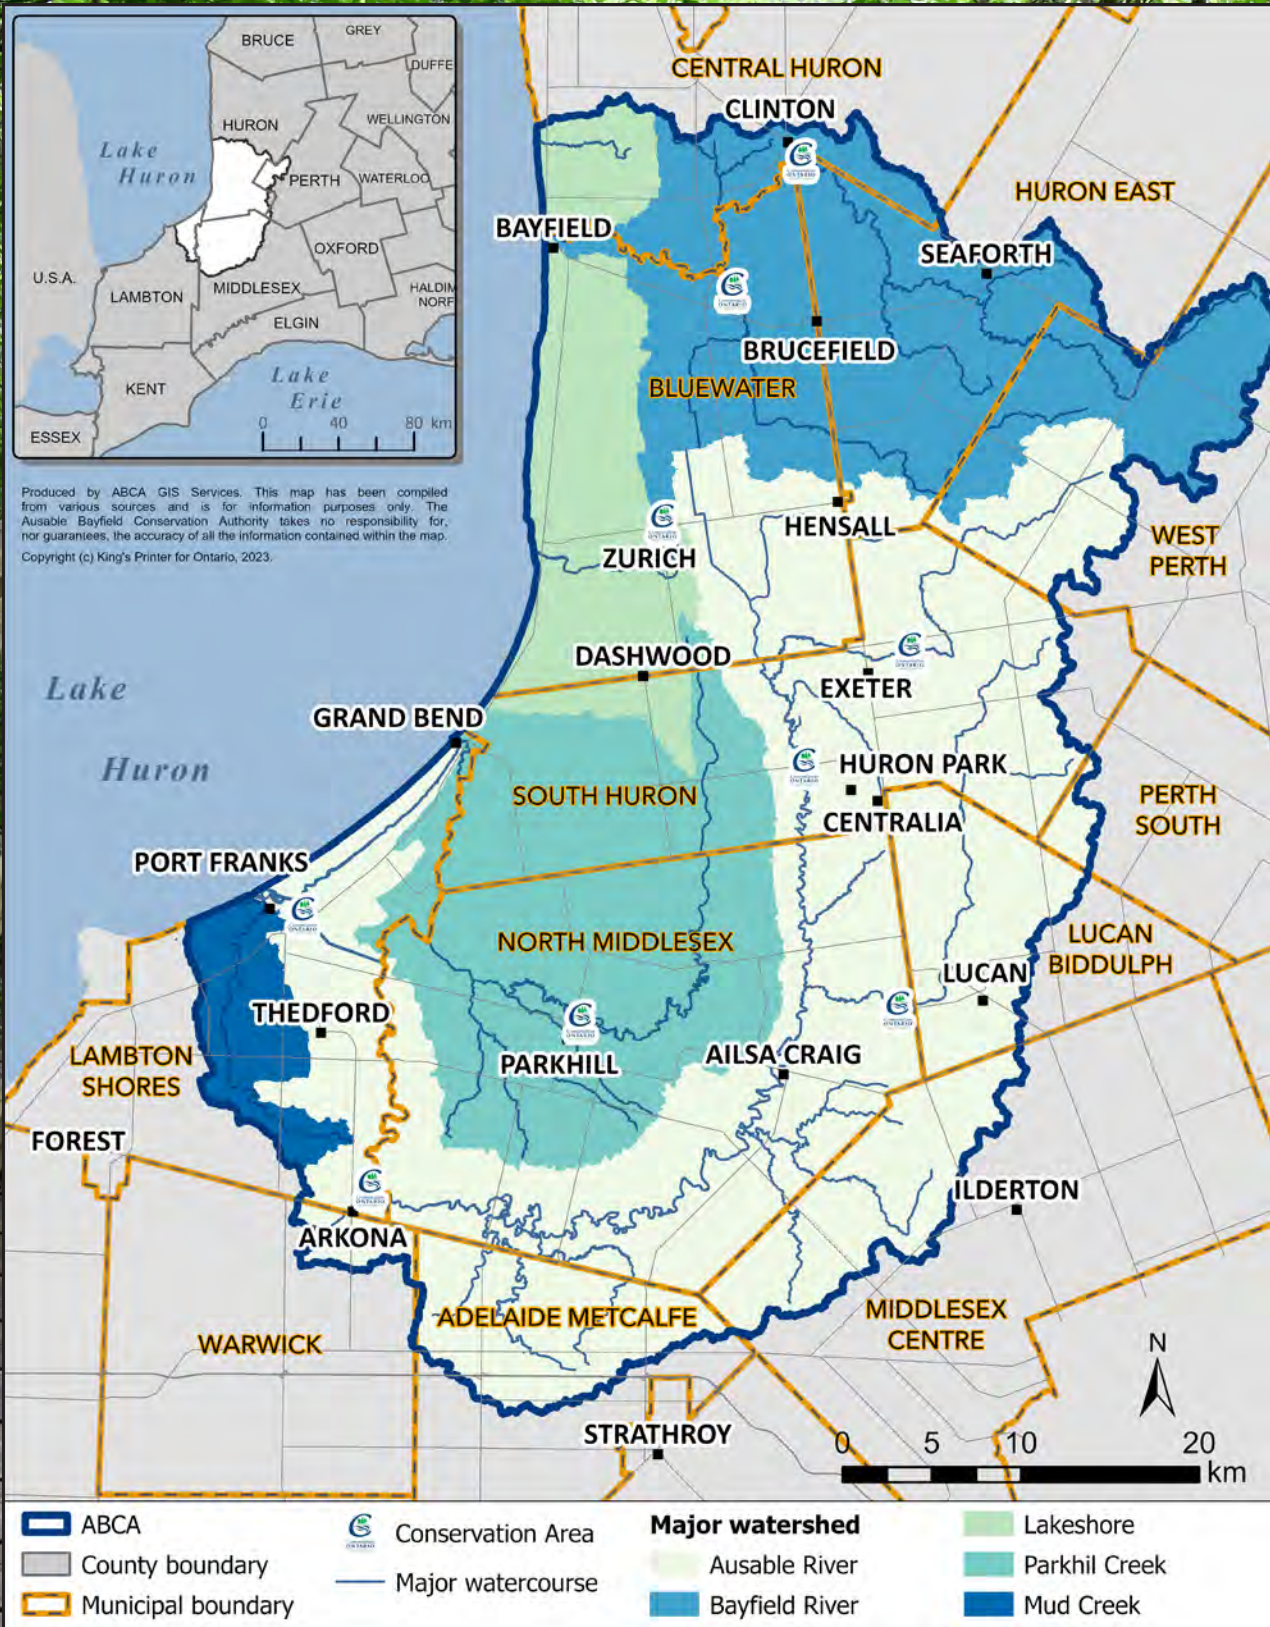 BRUCE
GREY
DUFFE
HURON
WELLINGTON
Lake
Huron
PERTH
WATERLOO
OXFORD
U.S.A.
LAMBTON
MIDDLESEX
HALDIM
NORF
ELGIN
KENT
Lake
Erie
0 40 80 km
ESSEX
Produced by ABCA GIS Services. This map has been compiled
from various sources and is for information purposes only. The
Ausable Bayfield Conservation Authority takes no responsibility for,
nor guarantees, the accuracy of all the information contained within the map.
Copyright (c) King's Printer for Ontario, 2023.
CENTRAL HURON
CLINTON
HURON EAST
BAYFIELD
SEAFORTH
BRUCEFIELD
BLUEWATER
HENSALL
ZURICH
WEST
PERTH
DASHWOOD
EXETER
Lake
Huron
GRAND BEND
HURON PARK
SOUTH HURON
CENTRALIA
PERTH
SOUTH
PORT FRANKS
NORTH MIDDLESEX
LUCAN
BIDDULPH
LUCAN
THEDFORD
LAMBTON
SHORES
PARKHILL
AILSA CRAIG
FOREST
ILDERTON
ARKONA
ADELAIDE METCALFE
MIDDLESEX
CENTRE
WARWICK
N
STRATHROY
0 5 10 20
km
ABCA
County boundary
Municipal boundary
Conservation Area
Major watercourse
Major watershed
Ausable River
Bayfield River
Lakeshore
Parkhil Creek
Mud Creek